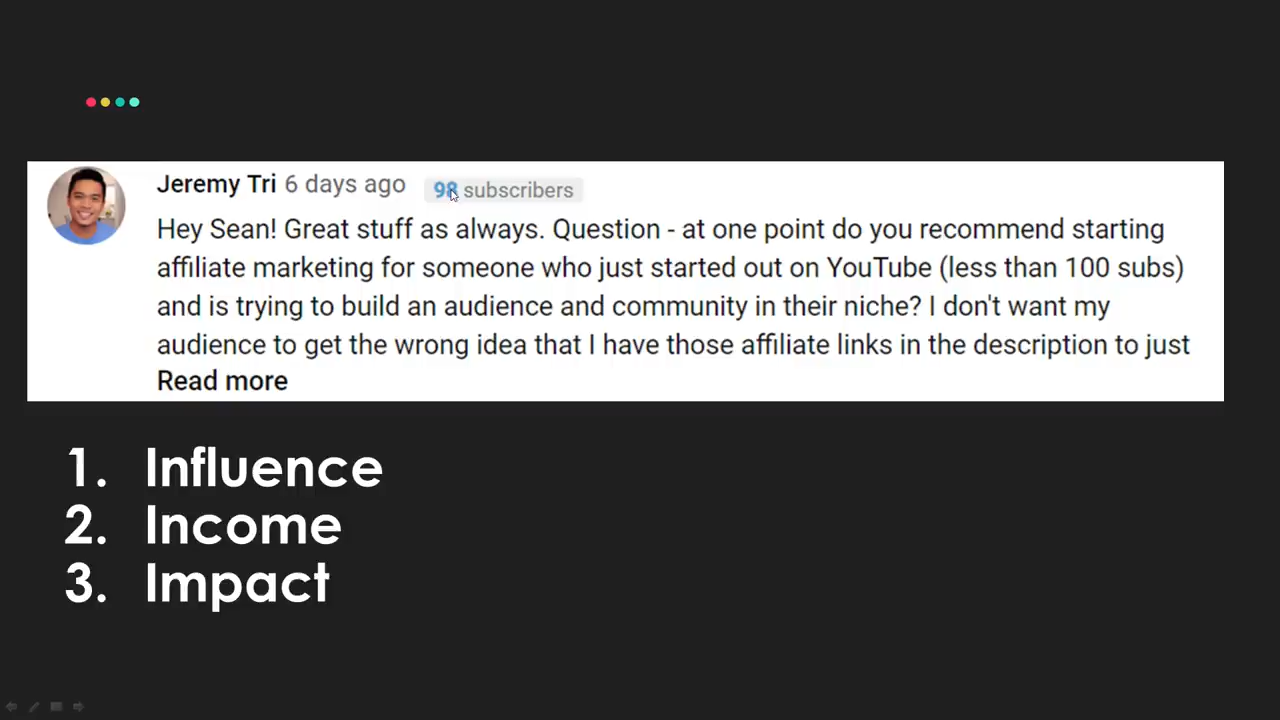 Jeremy Tri 6 days ago 98 subscribers
Hey Sean! Great stuff as always. Question - at one point do you recommend starting
affiliate marketing for someone who just started out on YouTube (less than 100 subs)
and is trying to build an audience and community in their niche? I don't want my
audience to get the wrong idea that I have those affiliate links in the description to just
Read more
1. Influence
2. Income
3. Impact